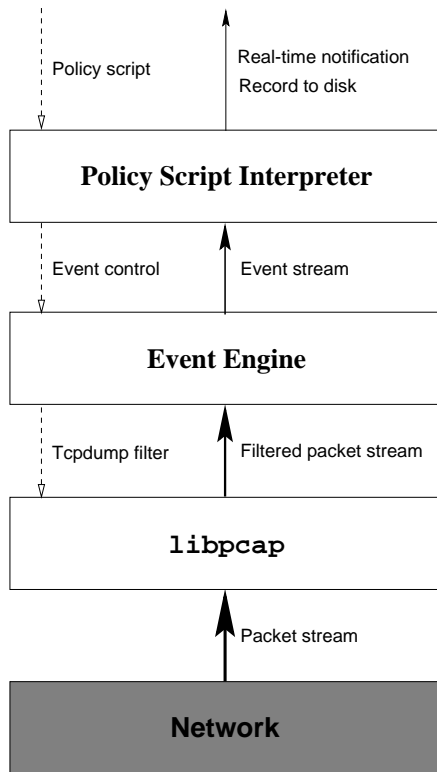 Policy script
Real-time notification
Record to disk
Policy Script Interpreter
Event control
Event stream
Event Engine
Tcpdump filter
Filtered packet stream
libpcap
Packet stream
Network